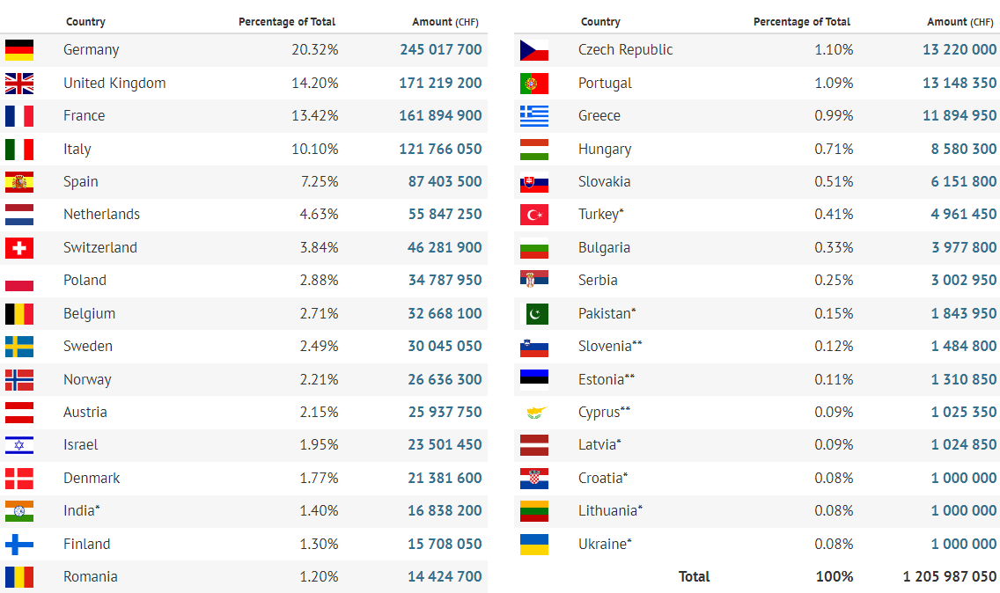 Country Percentage of Total Amount (CHF)
Germany 20.32% 245 017 700
United Kingdom 14.20% 171 219 200
France 13.42% 161 894 900
Italy 10.10% 121 766 050
Spain 7.25% 87 403 500
Netherlands 4.63% 55 847 250
Switzerland 3.84% 46 281 900
Poland 2.88% 34 787 950
Belgium 2.71% 32 668 100
Sweden 2.49% 30 045 050
Norway 2.21% 26 636 300
Austria 2.15% 25 937 750
Israel 1.95% 23 501 450
Denmark 1.77% 21 381 600
India* 1.40% 16 838 200
Finland 1.30% 15 708 050
Romania 1.20% 14 424 700
Country Percentage of Total Amount (CHF)
Czech Republic 1.10% 13 220 000
Portugal 1.09% 13 148 350
Greece 0.99% 11 894 950
Hungary 0.71% 8 580 300
Slovakia 0.51% 6 151 800
Turkey* 0.41% 4 961 450
Bulgaria 0.33% 3 977 800
Serbia 0.25% 3 002 950
Pakistan* 0.15% 1 843 950
Slovenia** 0.12% 1 484 800
Estonia** 0.11% 1 310 850
Cyprus** 0.09% 1 025 350
Latvia* 0.09% 1 024 850
Croatia* 0.08% 1 000 000
Lithuania* 0.08% 1 000 000
Ukraine* 0.08% 1 000 000
Total 100% 1 205 987 050